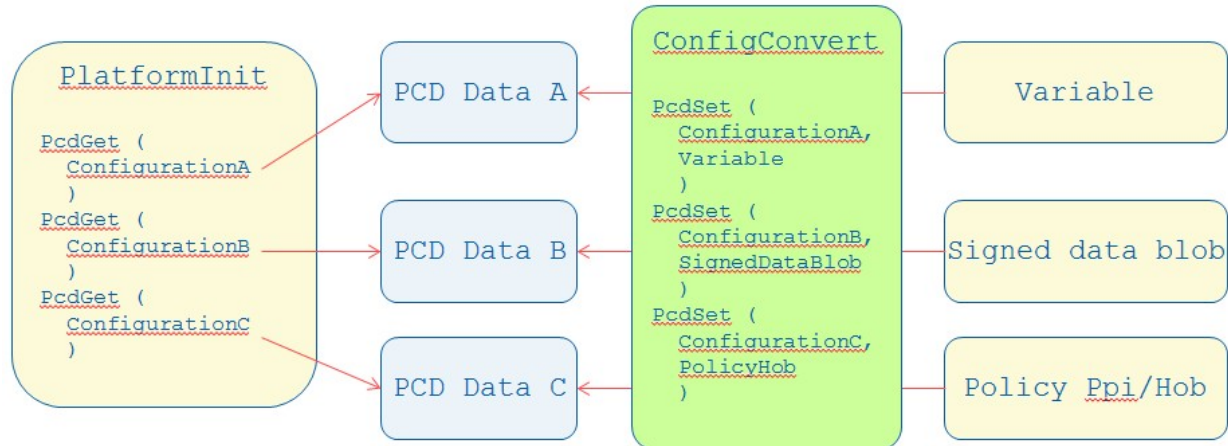 PlatformInit
PcdGet (
ConfigurationA
)
PcdGet (
ConfigurationB
)
PcdGet (
ConfigurationC
)
PCD Data A
PCD Data B
PCD Data C
ConfigConvert
PcdSet (
ConfigurationA,
Variable
)
PcdSet (
ConfigurationB,
SignedDataBlob
)
PcdSet (
ConfigurationC,
PolicyHob
)
Variable
Signed data blob
Policy Ppi/Hob